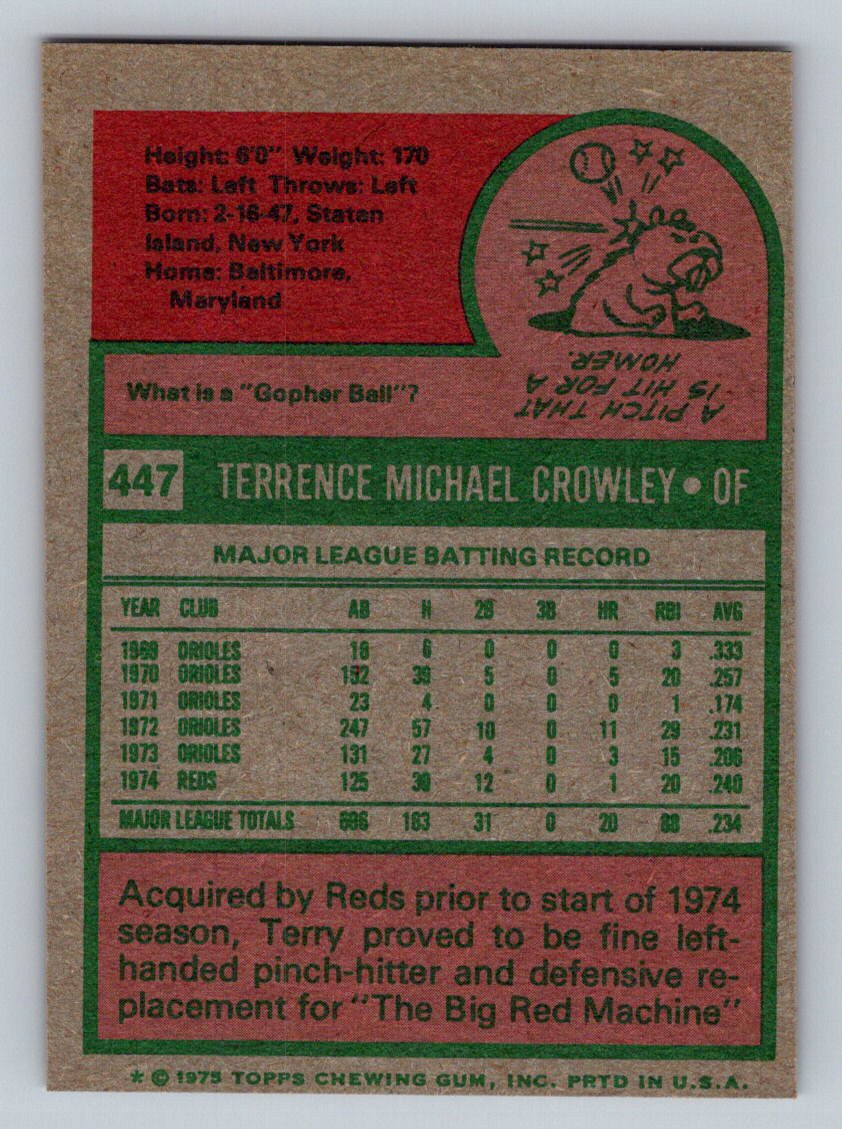 Height: 6'0" Weight: 170
Bats: Left Throws: Left
Born: 2-16-47, Staten
Island, New York
Home: Baltimore,
Maryland
What is a "Gopher Ball"?
A PITCH THAT
IS HIT FOR A
HOMER.
447 TERRENCE MICHAEL CROWLEY • OF
MAJOR LEAGUE BATTING RECORD
YEAR CLUB AB H 2B 3B HR RBI AVG
1969 ORIOLES 18 6 0 0 0 3 .333
1970 ORIOLES 152 39 5 0 5 20 .257
1971 ORIOLES 23 4 0 0 0 1 .174
1972 ORIOLES 247 57 10 0 11 29 .231
1973 ORIOLES 131 27 4 0 3 15 .206
1974 REDS 125 30 12 0 1 20 .240
MAJOR LEAGUE TOTALS 696 163 31 0 20 88 .234
Acquired by Reds prior to start of 1974
season, Terry proved to be fine left-
handed pinch-hitter and defensive re-
placement for "The Big Red Machine"
* © 1975 TOPPS CHEWING GUM, INC. PRTD IN U.S.A.